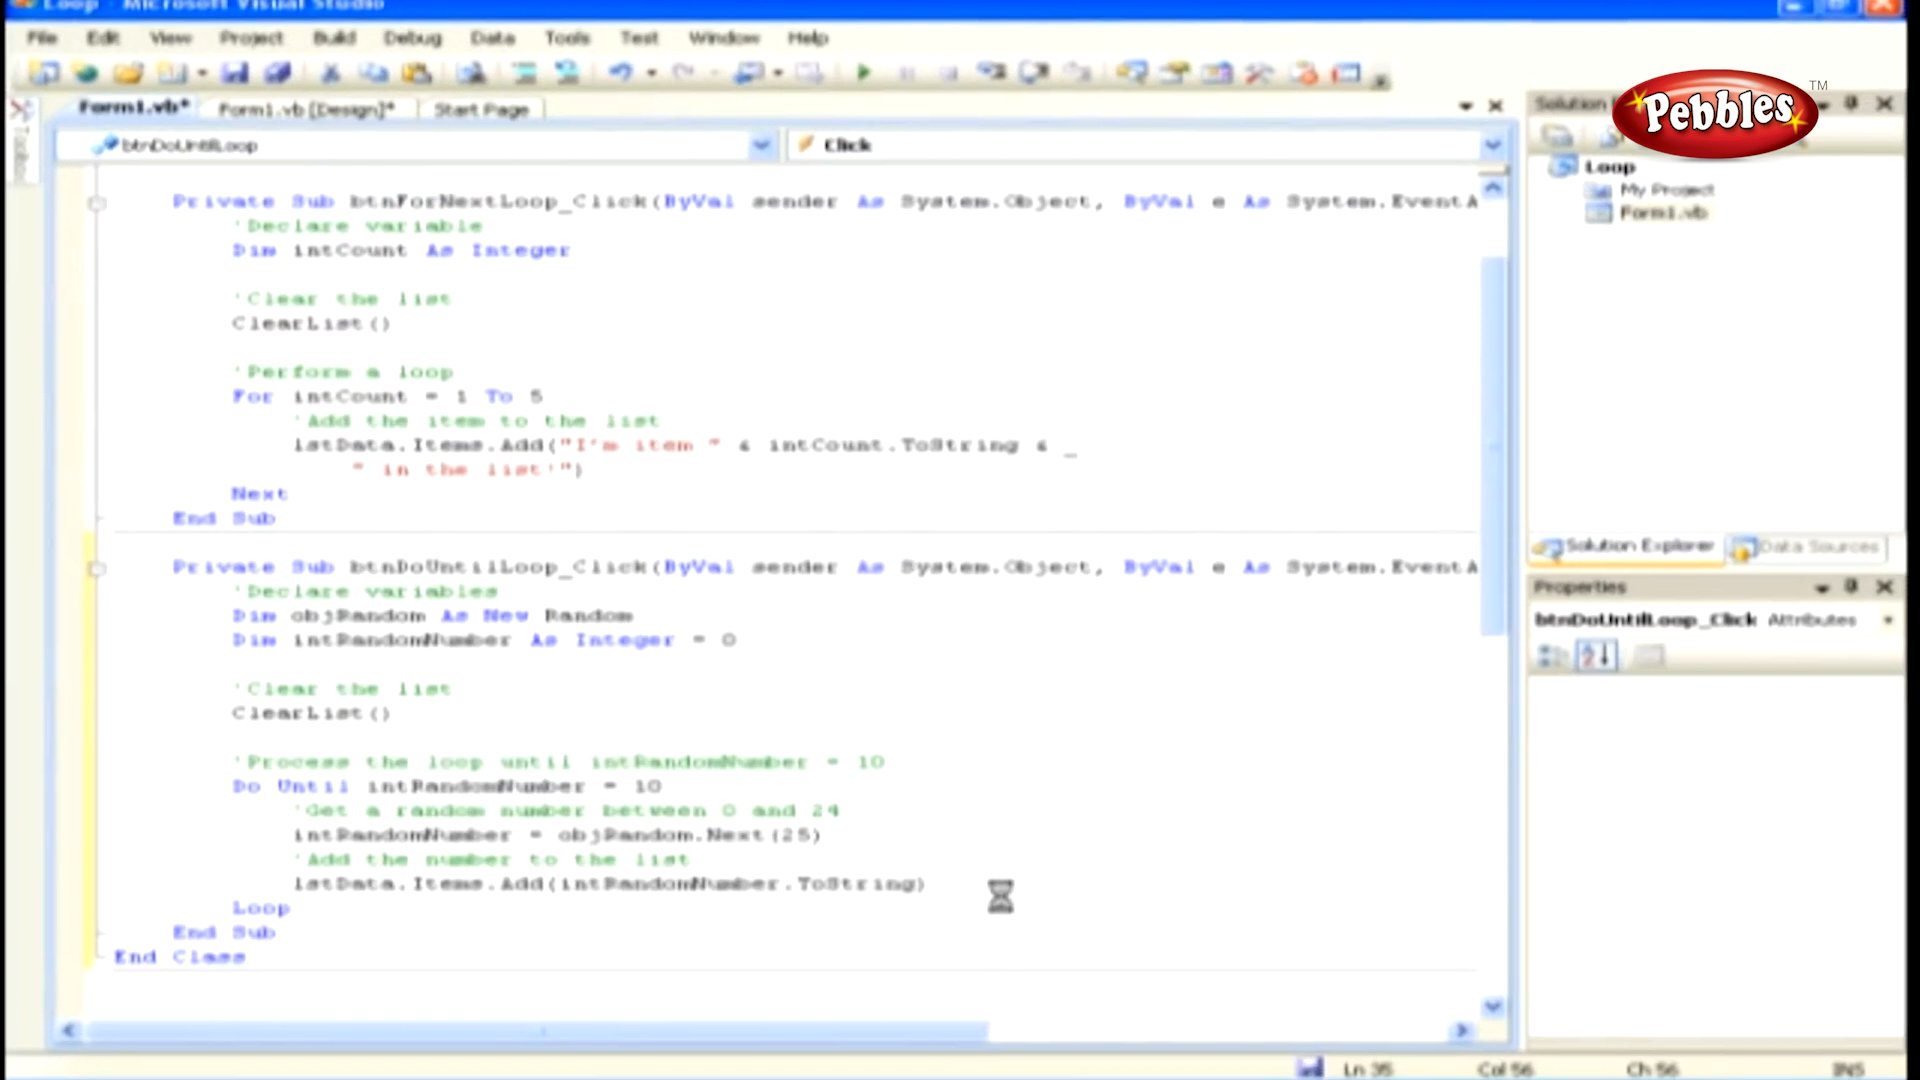 Loop - Microsoft Visual Studio
File Edit View Project Build Debug Data Tools Test Window Help
Form1.vb* Form1.vb [Design]* Start Page
Solution
Pebbles™
Toolbox
btnDoUntilLoop Click
Loop
My Project
Form1.vb
Private Sub btnForNextLoop_Click(ByVal sender As System.Object, ByVal e As System.EventA
'Declare variable
Dim intCount As Integer
'Clear the list
ClearList()
'Perform a loop
For intCount = 1 To 5
'Add the item to the list
lstData.Items.Add("I'm item " & intCount.ToString & _
" in the list!")
Next
End Sub
Private Sub btnDoUntilLoop_Click(ByVal sender As System.Object, ByVal e As System.EventA
'Declare variables
Dim objRandom As New Random
Dim intRandomNumber As Integer = 0
'Clear the list
ClearList()
'Process the loop until intRandomNumber = 10
Do Until intRandomNumber = 10
'Get a random number between 0 and 24
intRandomNumber = objRandom.Next(25)
'Add the number to the list
lstData.Items.Add(intRandomNumber.ToString)
Loop
End Sub
End Class
Solution Explorer Data Sources
Properties
btnDoUntilLoop_Click Attributes
Ln 35 Col 56 Ch 56 INS